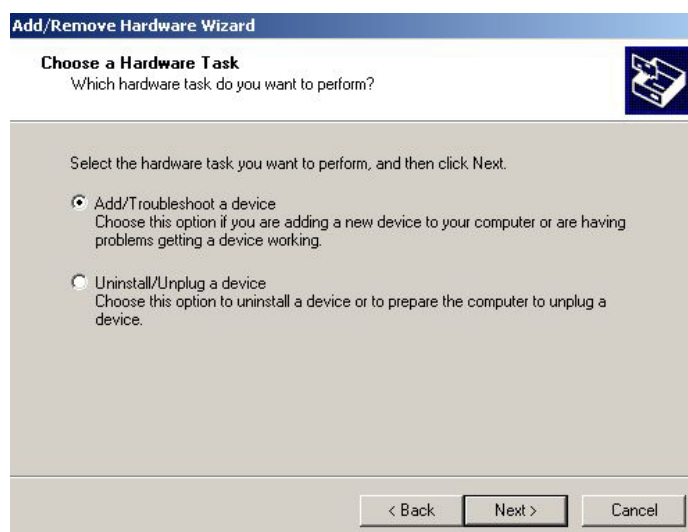 Add/Remove Hardware Wizard
Choose a Hardware Task
Which hardware task do you want to perform?
Select the hardware task you want to perform, and then click Next.
Add/Troubleshoot a device
Choose this option if you are adding a new device to your computer or are having
problems getting a device working.
Uninstall/Unplug a device
Choose this option to uninstall a device or to prepare the computer to unplug a
device.
< Back Next > Cancel